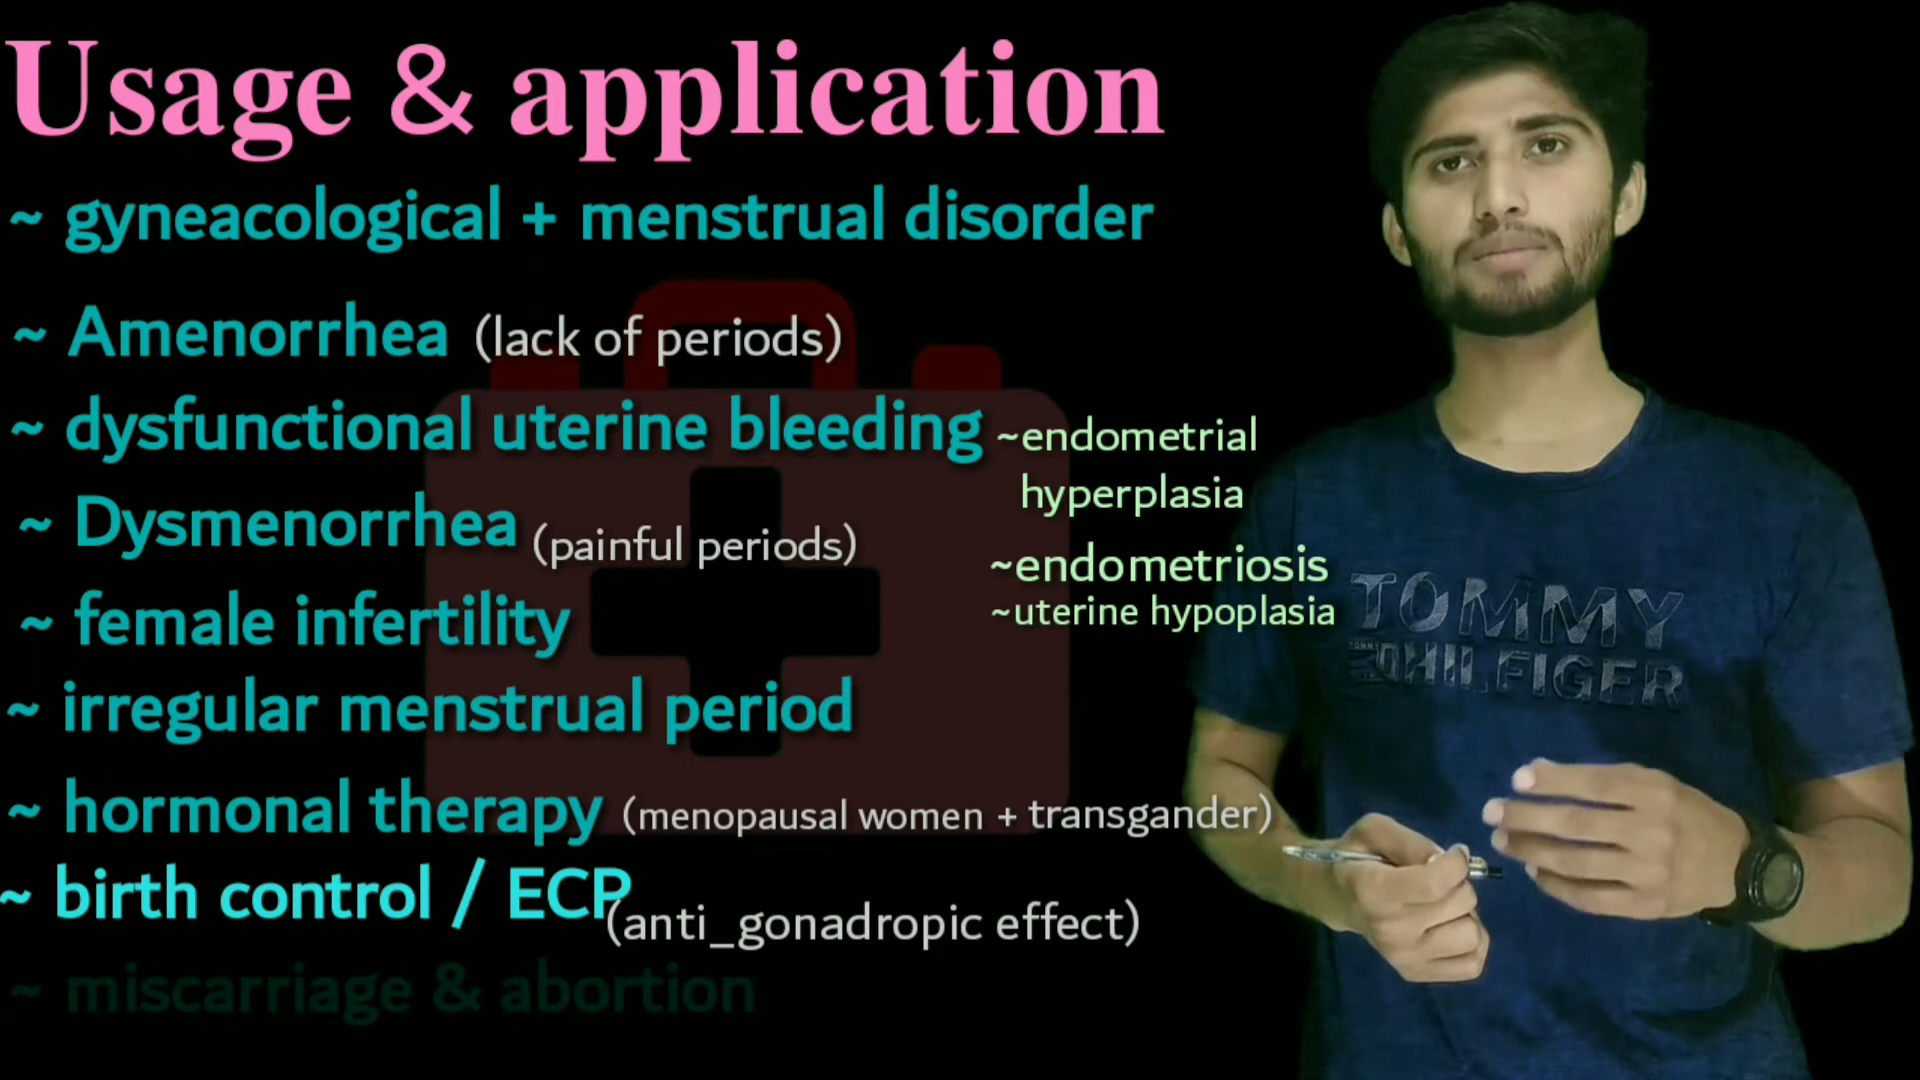 Usage & application
~ gyneacological + menstrual disorder
~ Amenorrhea (lack of periods)
~ dysfunctional uterine bleeding
~endometrial
hyperplasia
~ Dysmenorrhea (painful periods)
~endometriosis
~uterine hypoplasia
~ female infertility
~ irregular menstrual period
~ hormonal therapy (menopausal women + transgander)
~ birth control / ECP (anti_gonadropic effect)
~ miscarriage & abortion
TOMMY
HILFIGER